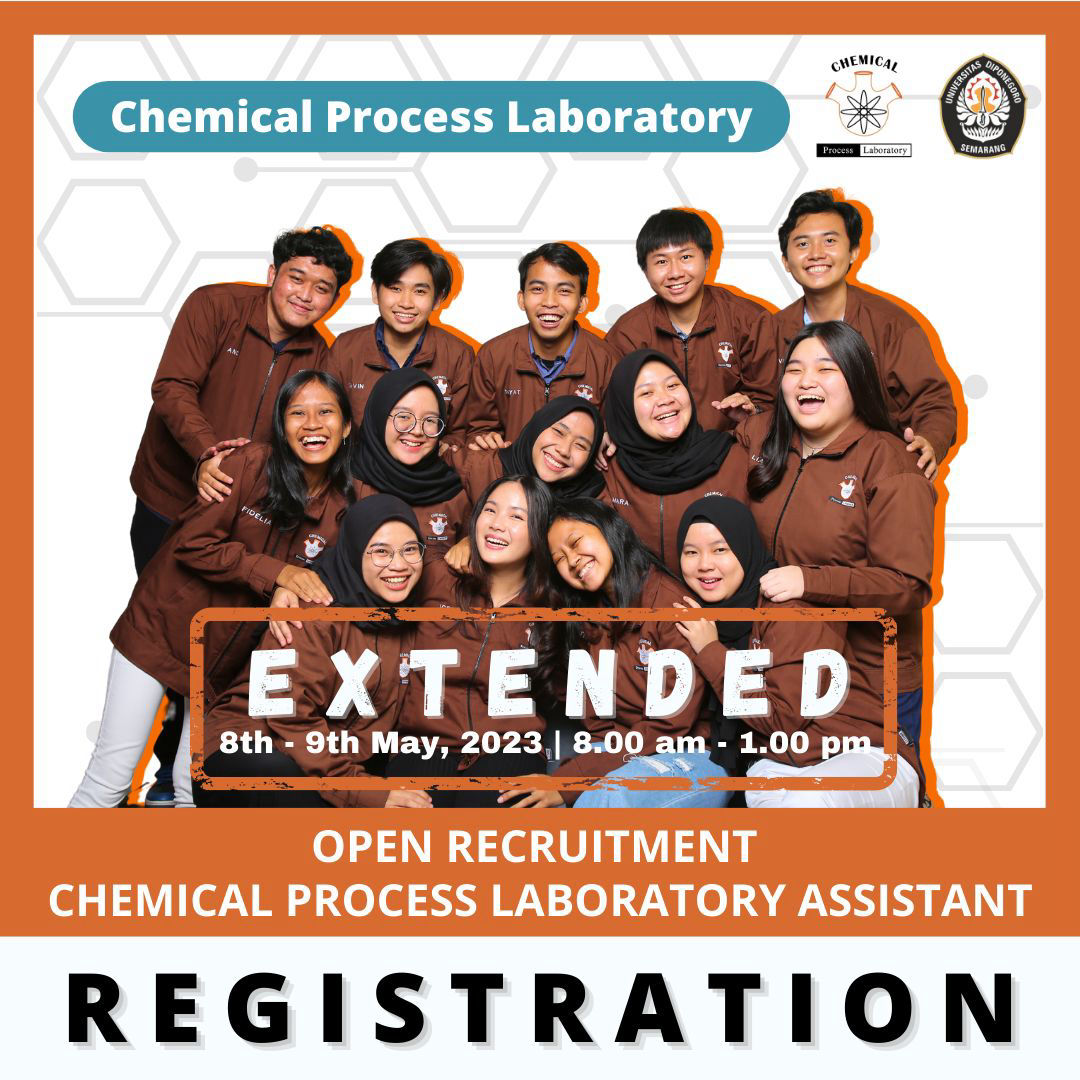 Chemical Process Laboratory
CHEMICAL
Process Laboratory
UNIVERSITAS DIPONEGORO
SEMARANG
FIDELIA
EXTENDED
8th - 9th May, 2023 | 8.00 am - 1.00 pm
OPEN RECRUITMENT
CHEMICAL PROCESS LABORATORY ASSISTANT
REGISTRATION